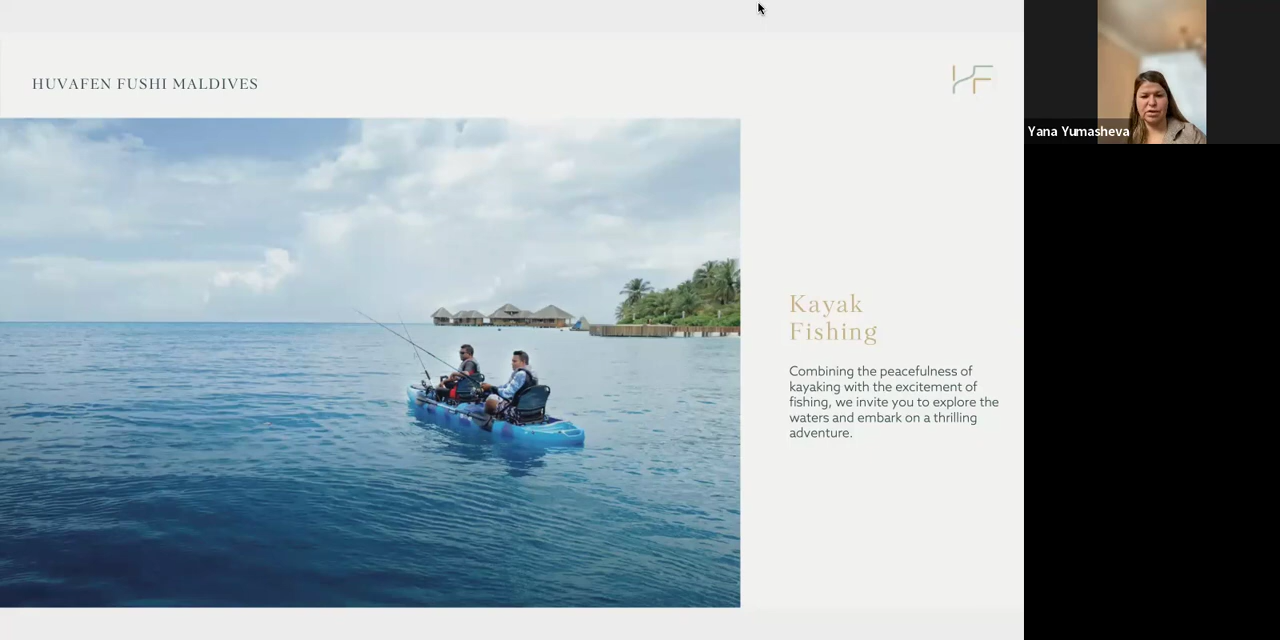 HUVAFEN FUSHI MALDIVES
HF
Kayak
Fishing
Combining the peacefulness of
kayaking with the excitement of
fishing, we invite you to explore the
waters and embark on a thrilling
adventure.
Yana Yumasheva